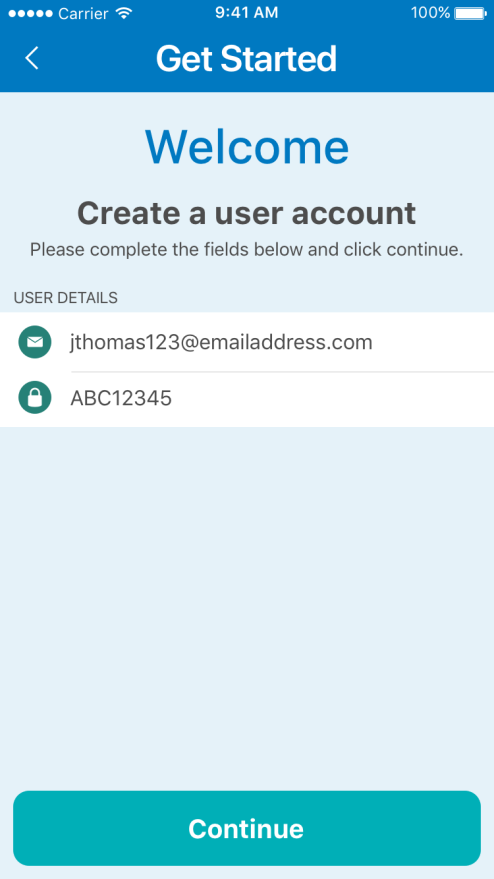 Carrier 9:41 AM 100%
Get Started
Welcome
Create a user account
Please complete the fields below and click continue.
USER DETAILS
jthomas123@emailaddress.com
ABC12345
Continue